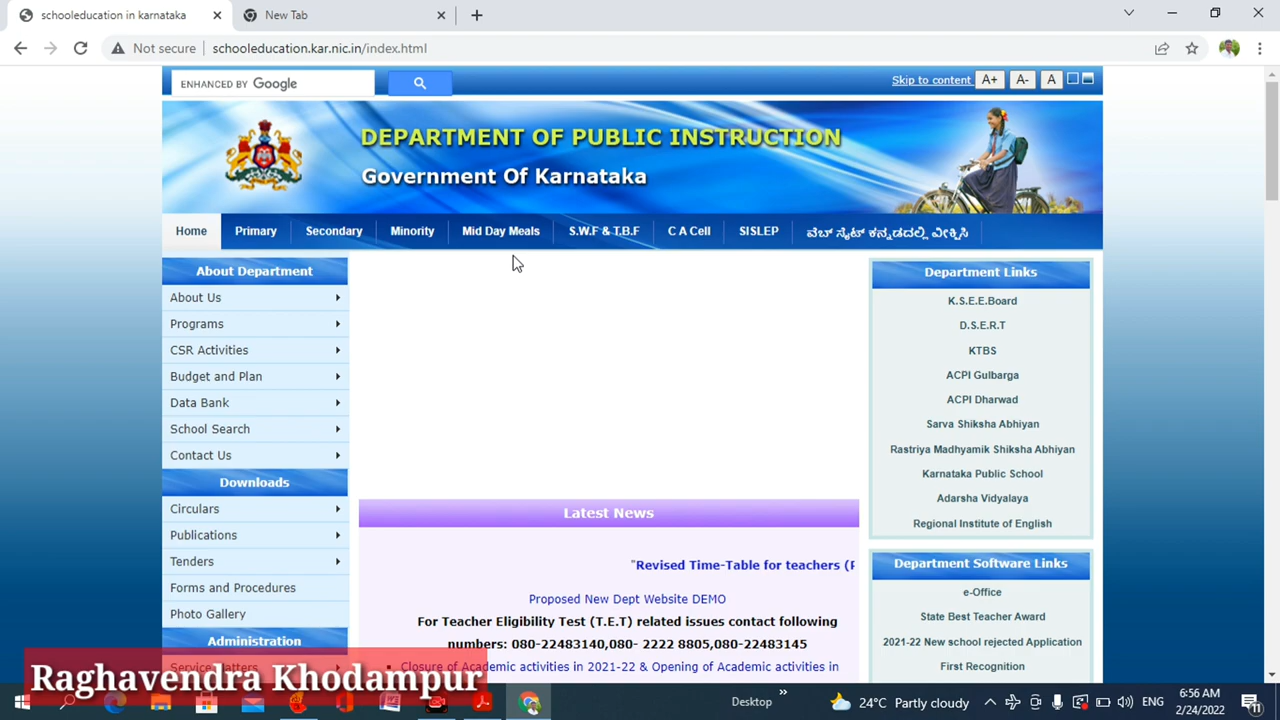 schooleducation in karnataka
New Tab
Not secure
schooleducation.kar.nic.in/index.html
ENHANCED BY Google
Skip to content A+ A- A
DEPARTMENT OF PUBLIC INSTRUCTION
Government Of Karnataka
Home Primary Secondary Minority Mid Day Meals S.W.F & T.B.F C A Cell SISLEP ವೆಬ್ ಸೈಟ್ ಕನ್ನಡದಲ್ಲಿ ವೀಕ್ಷಿಸಿ
About Department
About Us
Programs
CSR Activities
Budget and Plan
Data Bank
School Search
Contact Us
Downloads
Circulars
Publications
Tenders
Forms and Procedures
Photo Gallery
Administration
Service Matters
Latest News
"Revised Time-Table for teachers (P
Proposed New Dept Website DEMO
For Teacher Eligibility Test (T.E.T) related issues contact following
numbers: 080-22483140,080- 2222 8805,080-22483145
Closure of Academic activities in 2021-22 & Opening of Academic activities in
Department Links
K.S.E.E.Board
D.S.E.R.T
KTBS
ACPI Gulbarga
ACPI Dharwad
Sarva Shiksha Abhiyan
Rastriya Madhyamik Shiksha Abhiyan
Karnataka Public School
Adarsha Vidyalaya
Regional Institute of English
Department Software Links
e-Office
State Best Teacher Award
2021-22 New school rejected Application
First Recognition
Raghavendra Khodampur
Desktop
24°C Partly cloudy
ENG
6:56 AM
2/24/2022